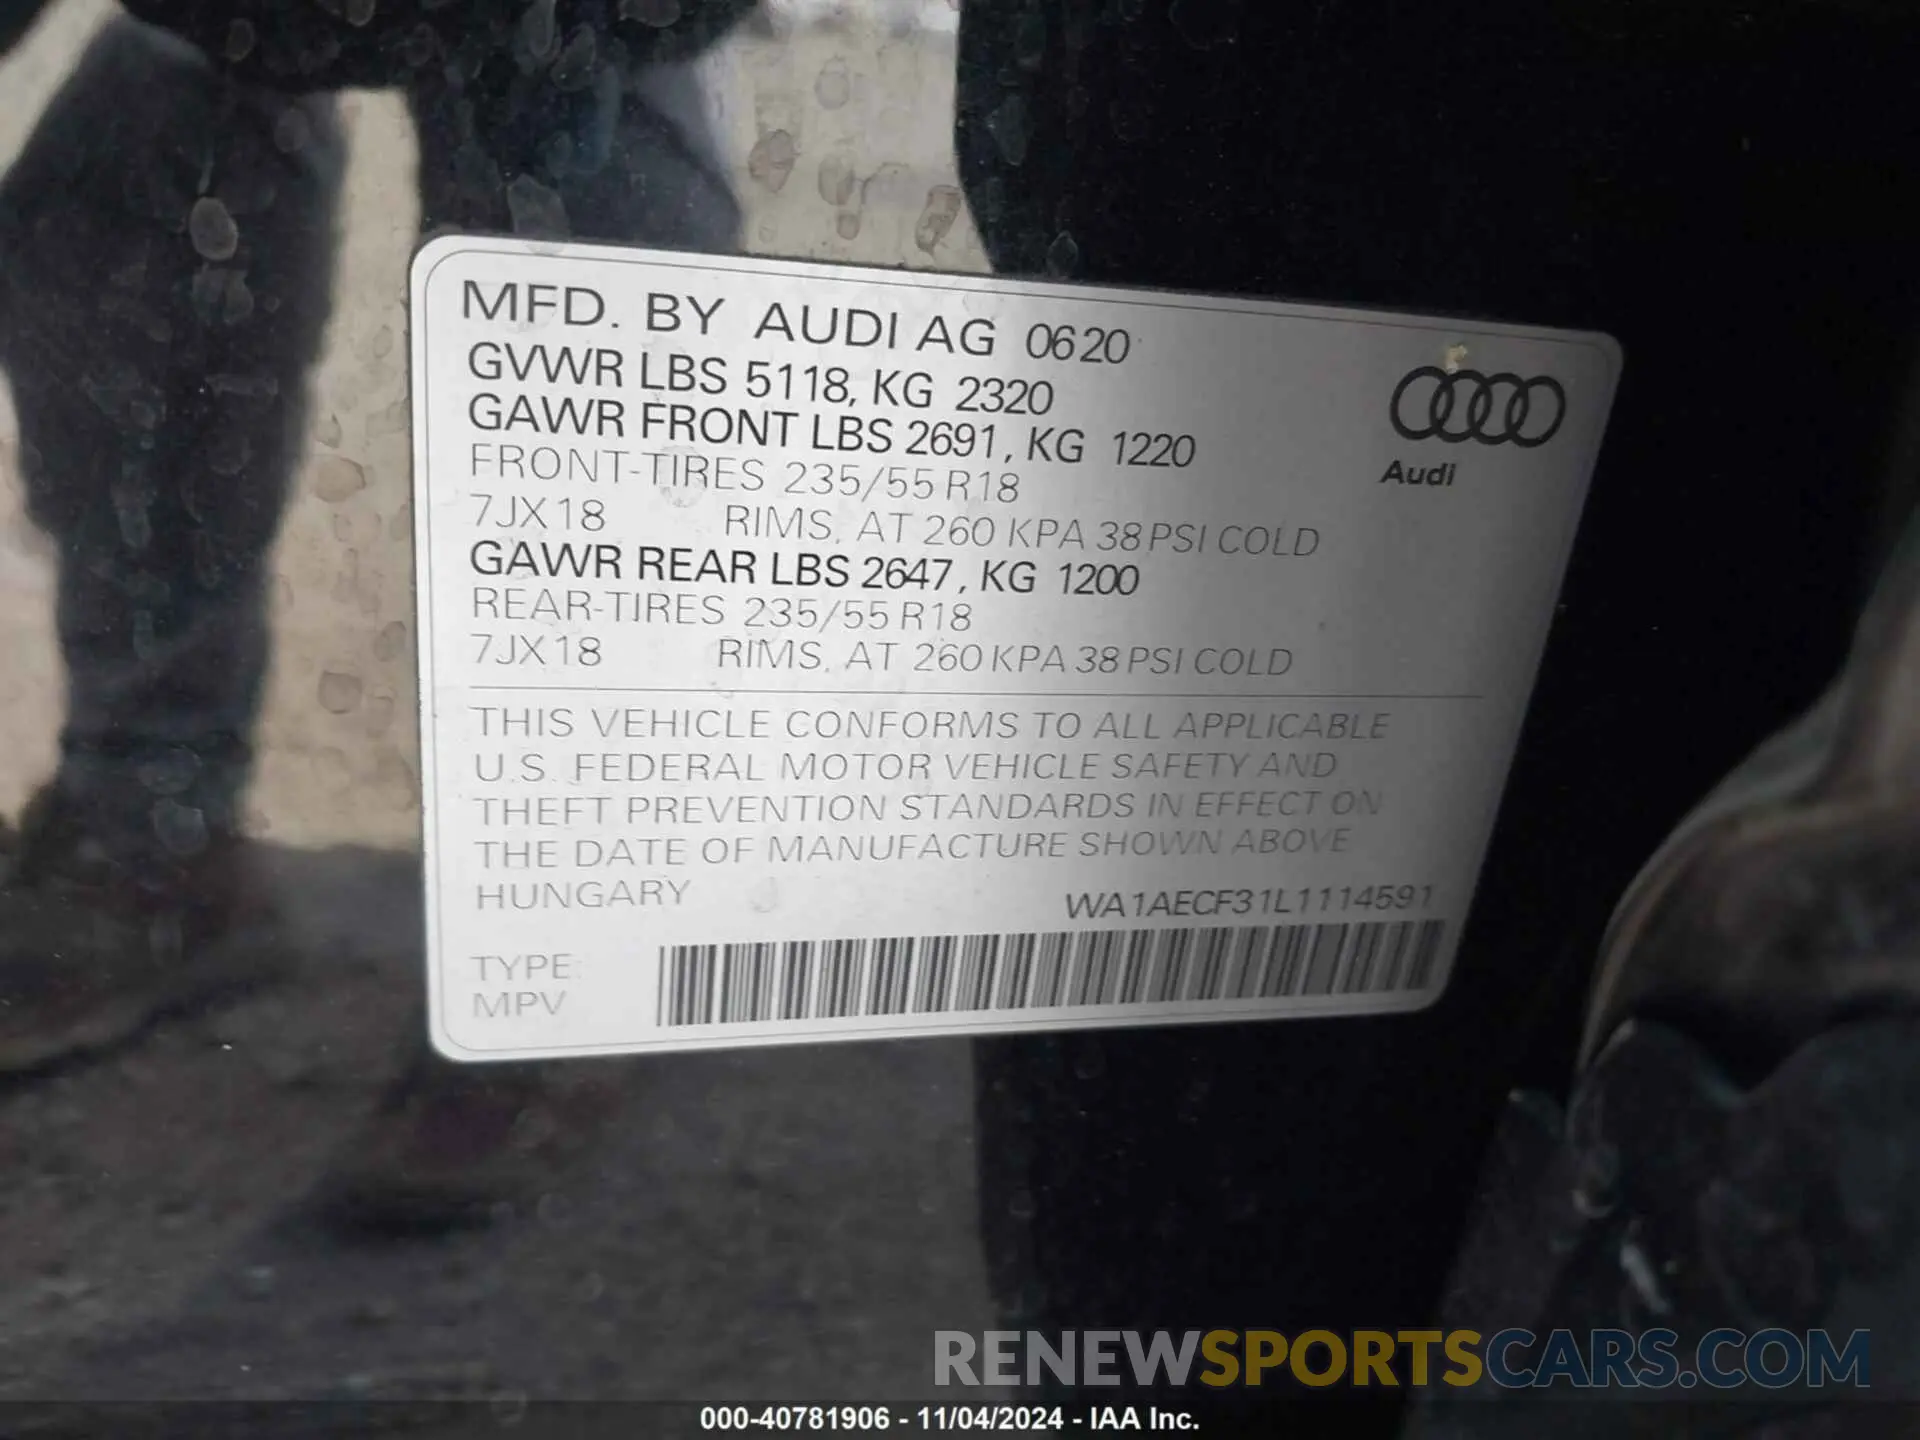 MFD. BY AUDI AG 0620
GVWR LBS 5118, KG 2320
GAWR FRONT LBS 2691, KG 1220
FRONT-TIRES 235/55 R18
7JX18 RIMS, AT 260 KPA 38 PSI COLD
GAWR REAR LBS 2647, KG 1200
REAR-TIRES 235/55 R18
7JX18 RIMS, AT 260 KPA 38 PSI COLD
Audi
THIS VEHICLE CONFORMS TO ALL APPLICABLE
U.S. FEDERAL MOTOR VEHICLE SAFETY AND
THEFT PREVENTION STANDARDS IN EFFECT ON
THE DATE OF MANUFACTURE SHOWN ABOVE
HUNGARY WA1AECF31L1114591
TYPE:
MPV
RENEWSPORTSCARS.COM
000-40781906 - 11/04/2024 - IAA Inc.